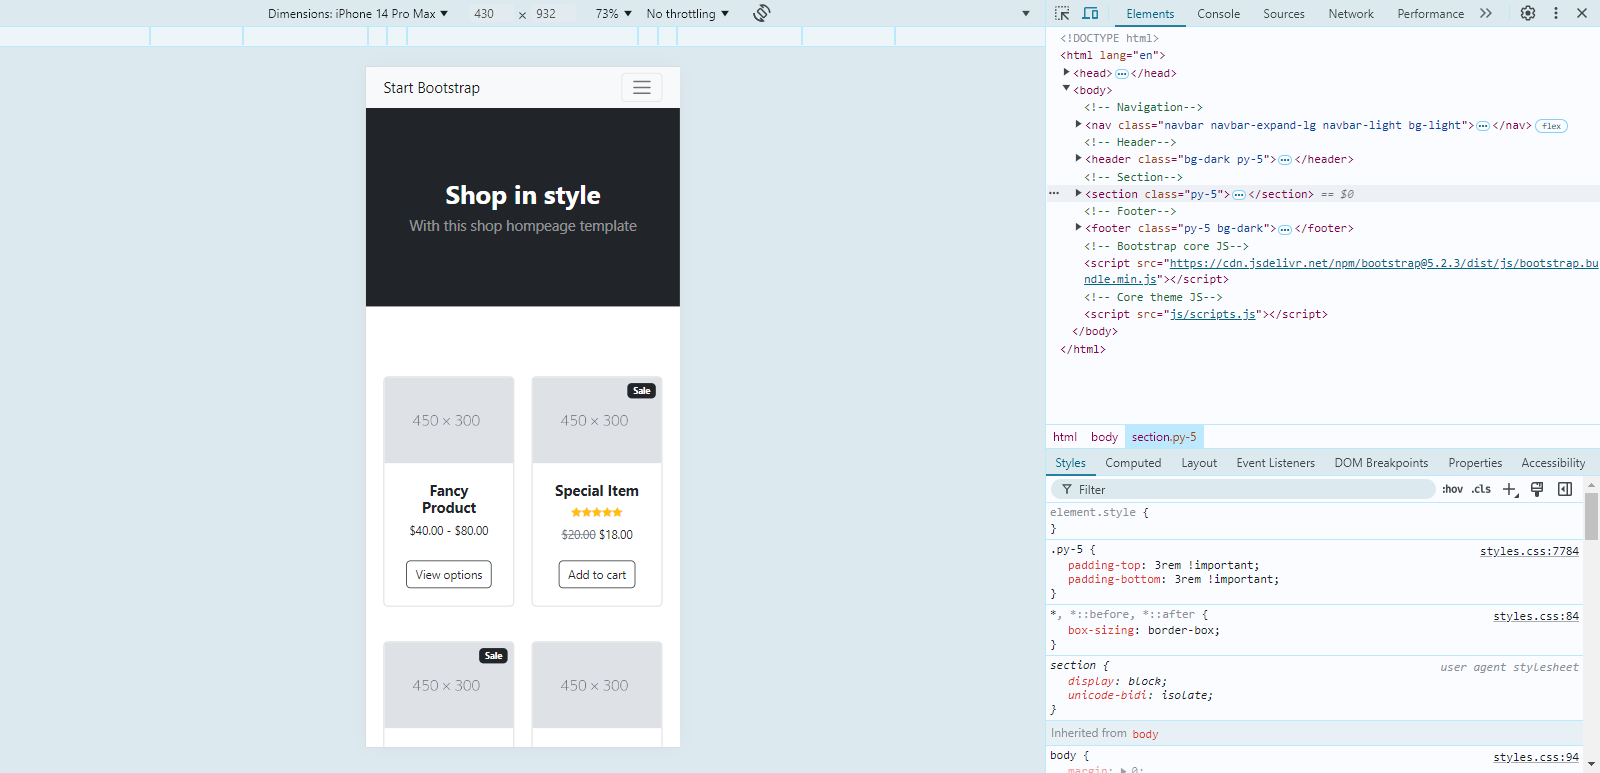 Dimensions: iPhone 14 Pro Max 430 × 932 73% No throttling
Start Bootstrap
Shop in style
With this shop hompeage template
450 × 300
Fancy
Product
$40.00 - $80.00
View options
Sale
450 × 300
Special Item
$20.00 $18.00
Add to cart
Sale
450 × 300
450 × 300
Elements Console Sources Network Performance
<!DOCTYPE html>
<html lang="en">
<head>…</head>
<body>
<!-- Navigation-->
<nav class="navbar navbar-expand-lg navbar-light bg-light">…</nav> flex
<!-- Header-->
<header class="bg-dark py-5">…</header>
<!-- Section-->
<section class="py-5">…</section> == $0
<!-- Footer-->
<footer class="py-5 bg-dark">…</footer>
<!-- Bootstrap core JS-->
<script src="https://cdn.jsdelivr.net/npm/bootstrap@5.2.3/dist/js/bootstrap.bu
ndle.min.js"></script>
<!-- Core theme JS-->
<script src="js/scripts.js"></script>
</body>
</html>
html body section.py-5
Styles Computed Layout Event Listeners DOM Breakpoints Properties Accessibility
Filter :hov .cls
element.style {
}
.py-5 { styles.css:7784
padding-top: 3rem !important;
padding-bottom: 3rem !important;
}
*, *::before, *::after { styles.css:84
box-sizing: border-box;
}
section { user agent stylesheet
display: block;
unicode-bidi: isolate;
}
Inherited from body
body { styles.css:94
margin: 0;